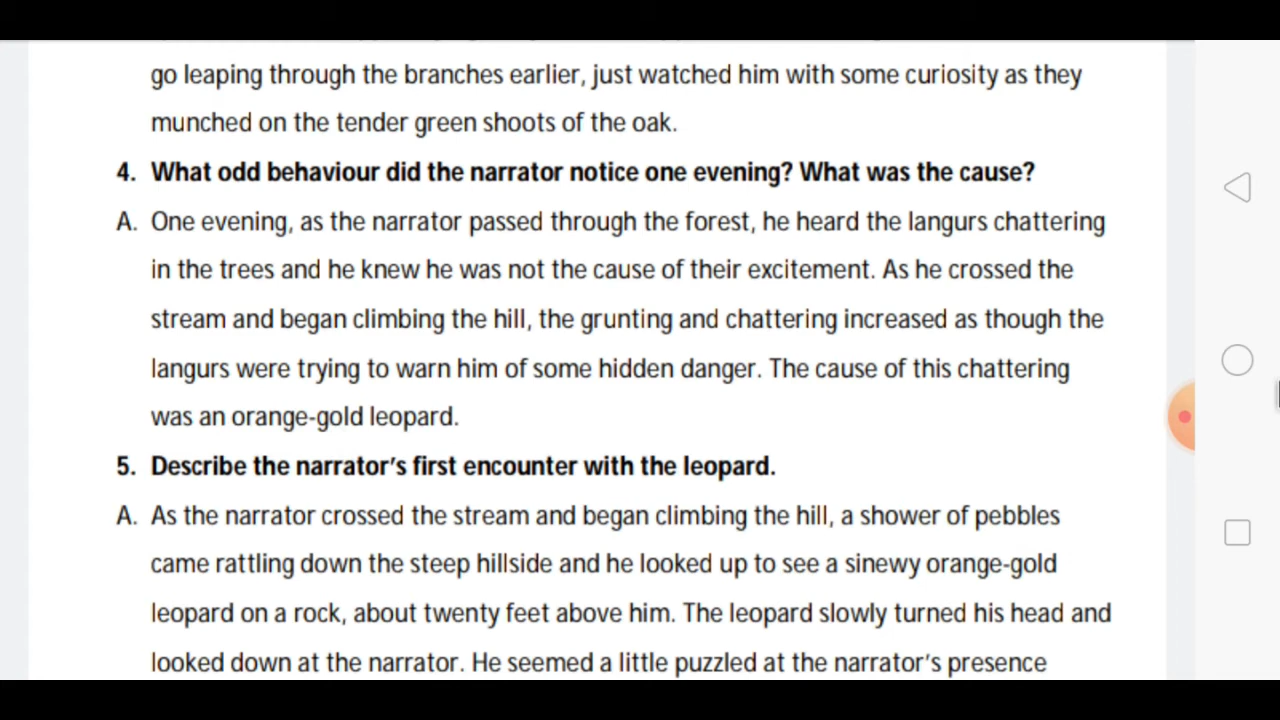 go leaping through the branches earlier, just watched him with some curiosity as they
munched on the tender green shoots of the oak.
4. What odd behaviour did the narrator notice one evening? What was the cause?
A. One evening, as the narrator passed through the forest, he heard the langurs chattering
in the trees and he knew he was not the cause of their excitement. As he crossed the
stream and began climbing the hill, the grunting and chattering increased as though the
langurs were trying to warn him of some hidden danger. The cause of this chattering
was an orange-gold leopard.
5. Describe the narrator's first encounter with the leopard.
A. As the narrator crossed the stream and began climbing the hill, a shower of pebbles
came rattling down the steep hillside and he looked up to see a sinewy orange-gold
leopard on a rock, about twenty feet above him. The leopard slowly turned his head and
looked down at the narrator. He seemed a little puzzled at the narrator's presence